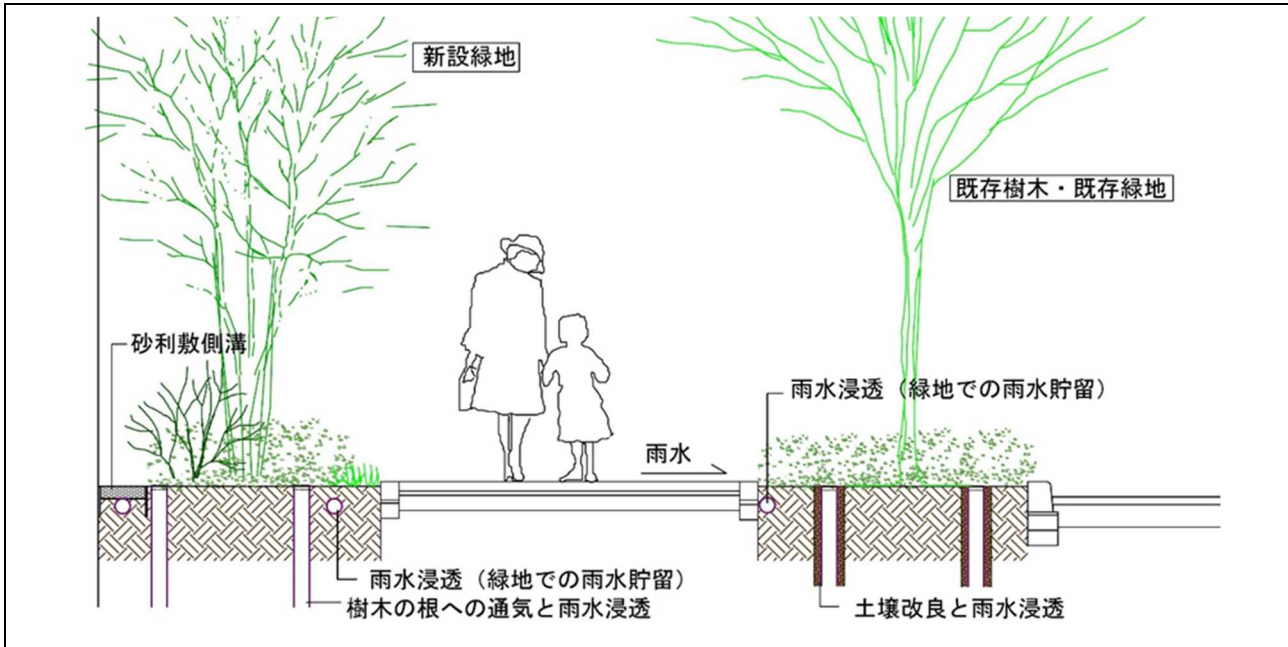 新設緑地
既存樹木・既存緑地
砂利敷側溝
雨水浸透（緑地での雨水貯留）
雨水
雨水浸透（緑地での雨水貯留）
樹木の根への通気と雨水浸透
土壌改良と雨水浸透